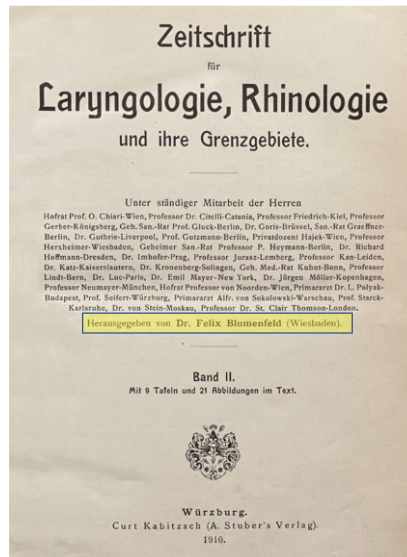 Zeitschrift
für
Laryngologie, Rhinologie
und ihre Grenzgebiete.
Unter ständiger Mitarbeit der Herren
Hofrat Prof. O. Chiari-Wien, Professor Dr. Citelli-Catania, Professor Friedrich-Kiel, Professor
Gerber-Königsberg, Geh. San.-Rat Prof. Gluck-Berlin, Dr. Goris-Brüssel, San.-Rat Graeffner-
Berlin, Dr. Guthrie-Liverpool, Prof. Gutzmann-Berlin, Privatdozent Hajek-Wien, Professor
Hersheimer-Wiesbaden, Geheimer San.-Rat Professor P. Heymann-Berlin, Dr. Richard
Hoffmann-Dresden, Dr. Imhofer-Prag, Professor Jurasz-Lemberg, Professor Kan-Leiden,
Dr. Katz-Kaiserslautern, Dr. Kronenberg-Solingen, Geh. Med.-Rat Kuhnt-Bonn, Professor
Lindt-Bern, Dr. Luc-Paris, Dr. Emil Mayer-New York, Dr. Jörgen Möller-Kopenhagen,
Professor Neumayer-München, Hofrat Professor von Noorden-Wien, Primararzt Dr. L. Polyak-
Budapest, Prof. Seifert-Würzburg, Primararzt Alfr. von Sokolowski-Warschau, Prof. Starck-
Karlsruhe, Dr. von Stein-Moskau, Professor Dr. St. Clair Thomson-London.
Herausgegeben von Dr. Felix Blumenfeld (Wiesbaden).
Band II.
Mit 9 Tafeln und 21 Abbildungen im Text.
Würzburg.
Curt Kabitzsch (A. Stuber's Verlag).
1910.